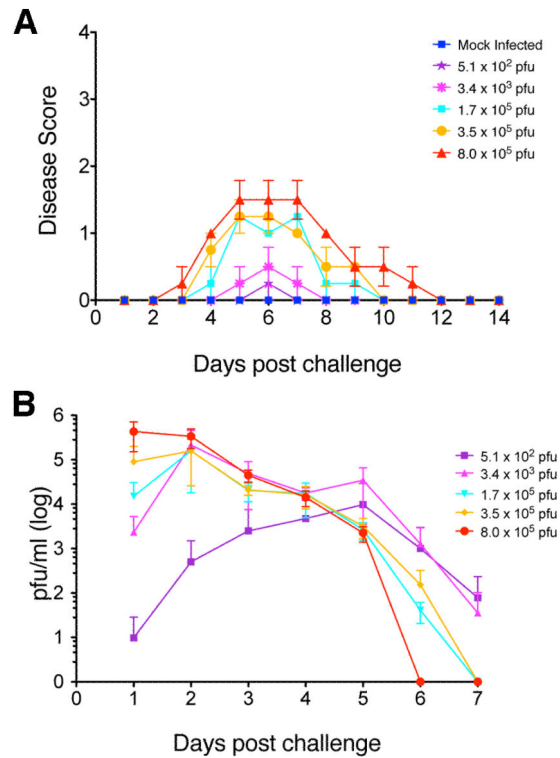 A
4
3
2
1
0
Disease Score
0 2 4 6 8 10 12 14
Days post challenge
Mock Infected
5.1 x 10² pfu
3.4 x 10³ pfu
1.7 x 10⁵ pfu
3.5 x 10⁵ pfu
8.0 x 10⁵ pfu
B
6
5
4
3
2
1
0
pfu/ml (log)
0 1 2 3 4 5 6 7
Days post challenge
5.1 x 10² pfu
3.4 x 10³ pfu
1.7 x 10⁵ pfu
3.5 x 10⁵ pfu
8.0 x 10⁵ pfu